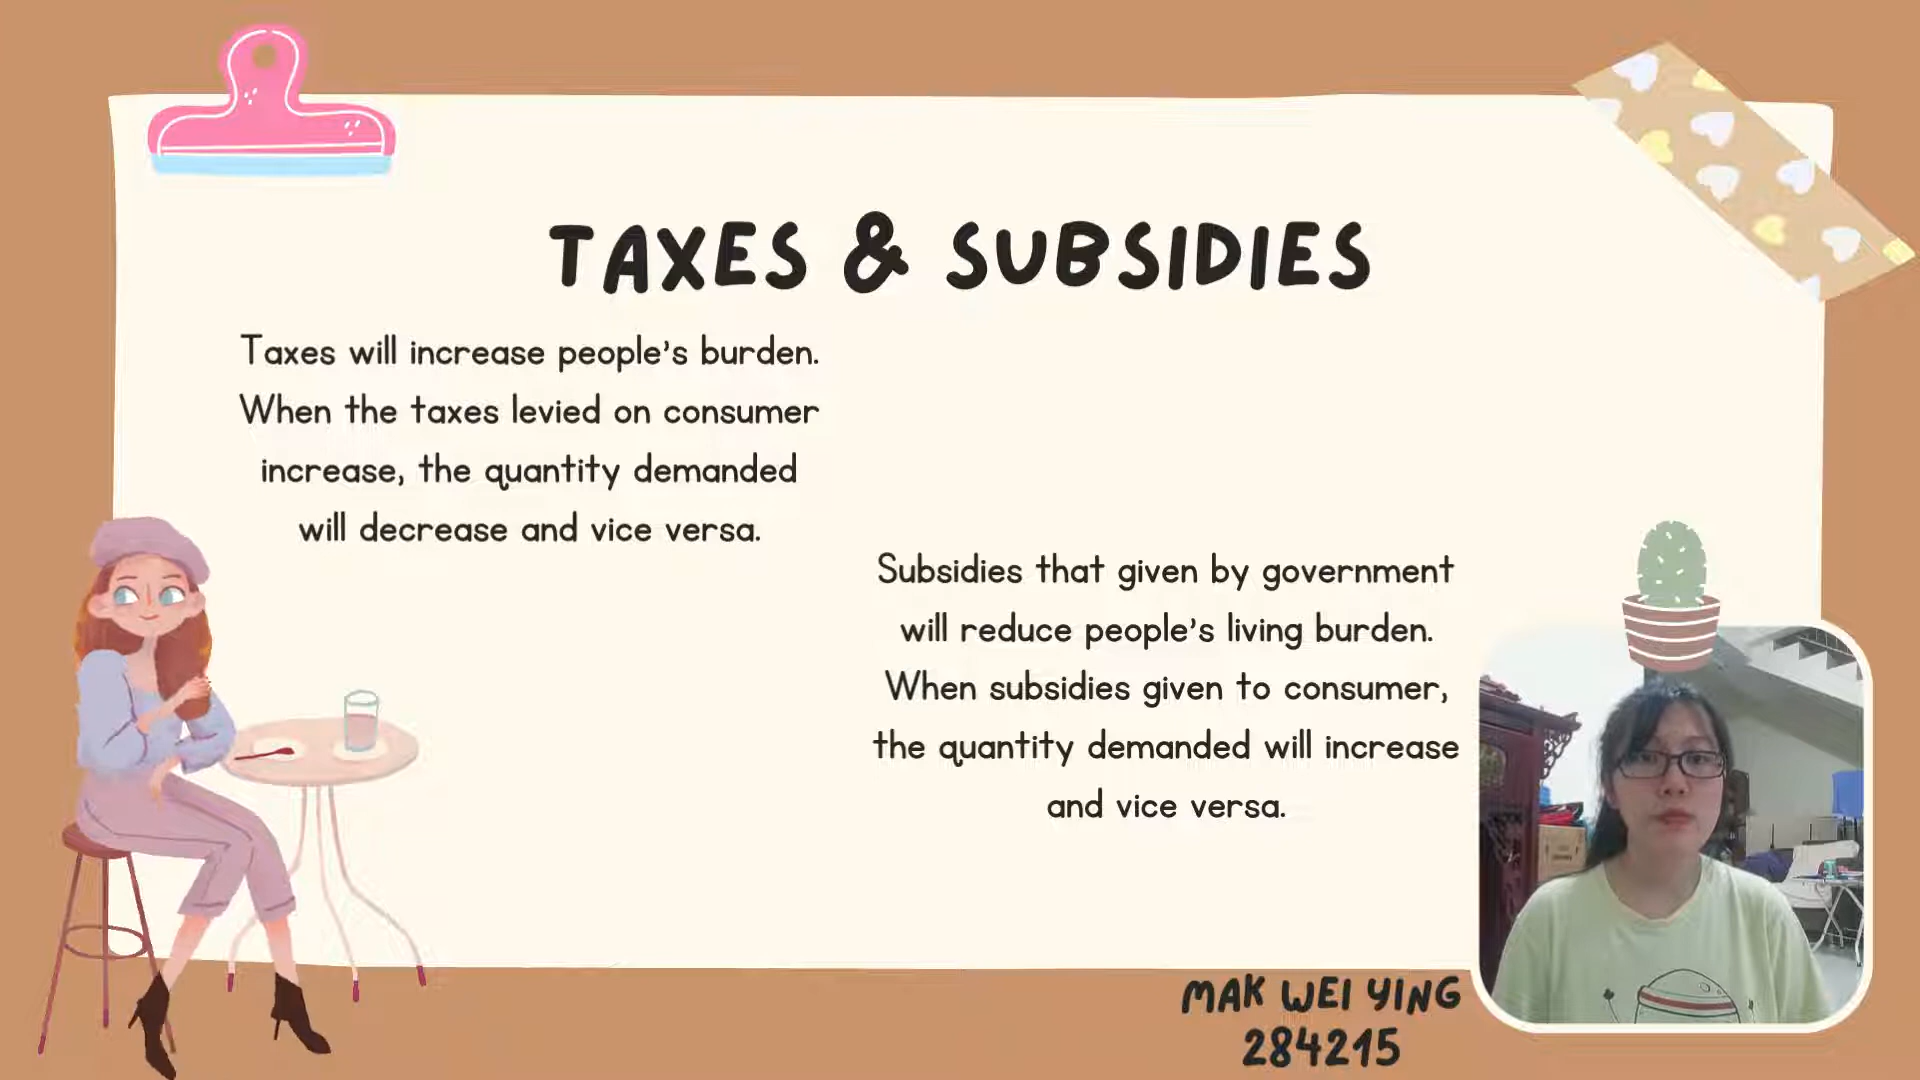 TAXES & SUBSIDIES
Taxes will increase people's burden.
When the taxes levied on consumer
increase, the quantity demanded
will decrease and vice versa.
Subsidies that given by government
will reduce people's living burden.
When subsidies given to consumer,
the quantity demanded will increase
and vice versa.
MAK WEI YING
284215